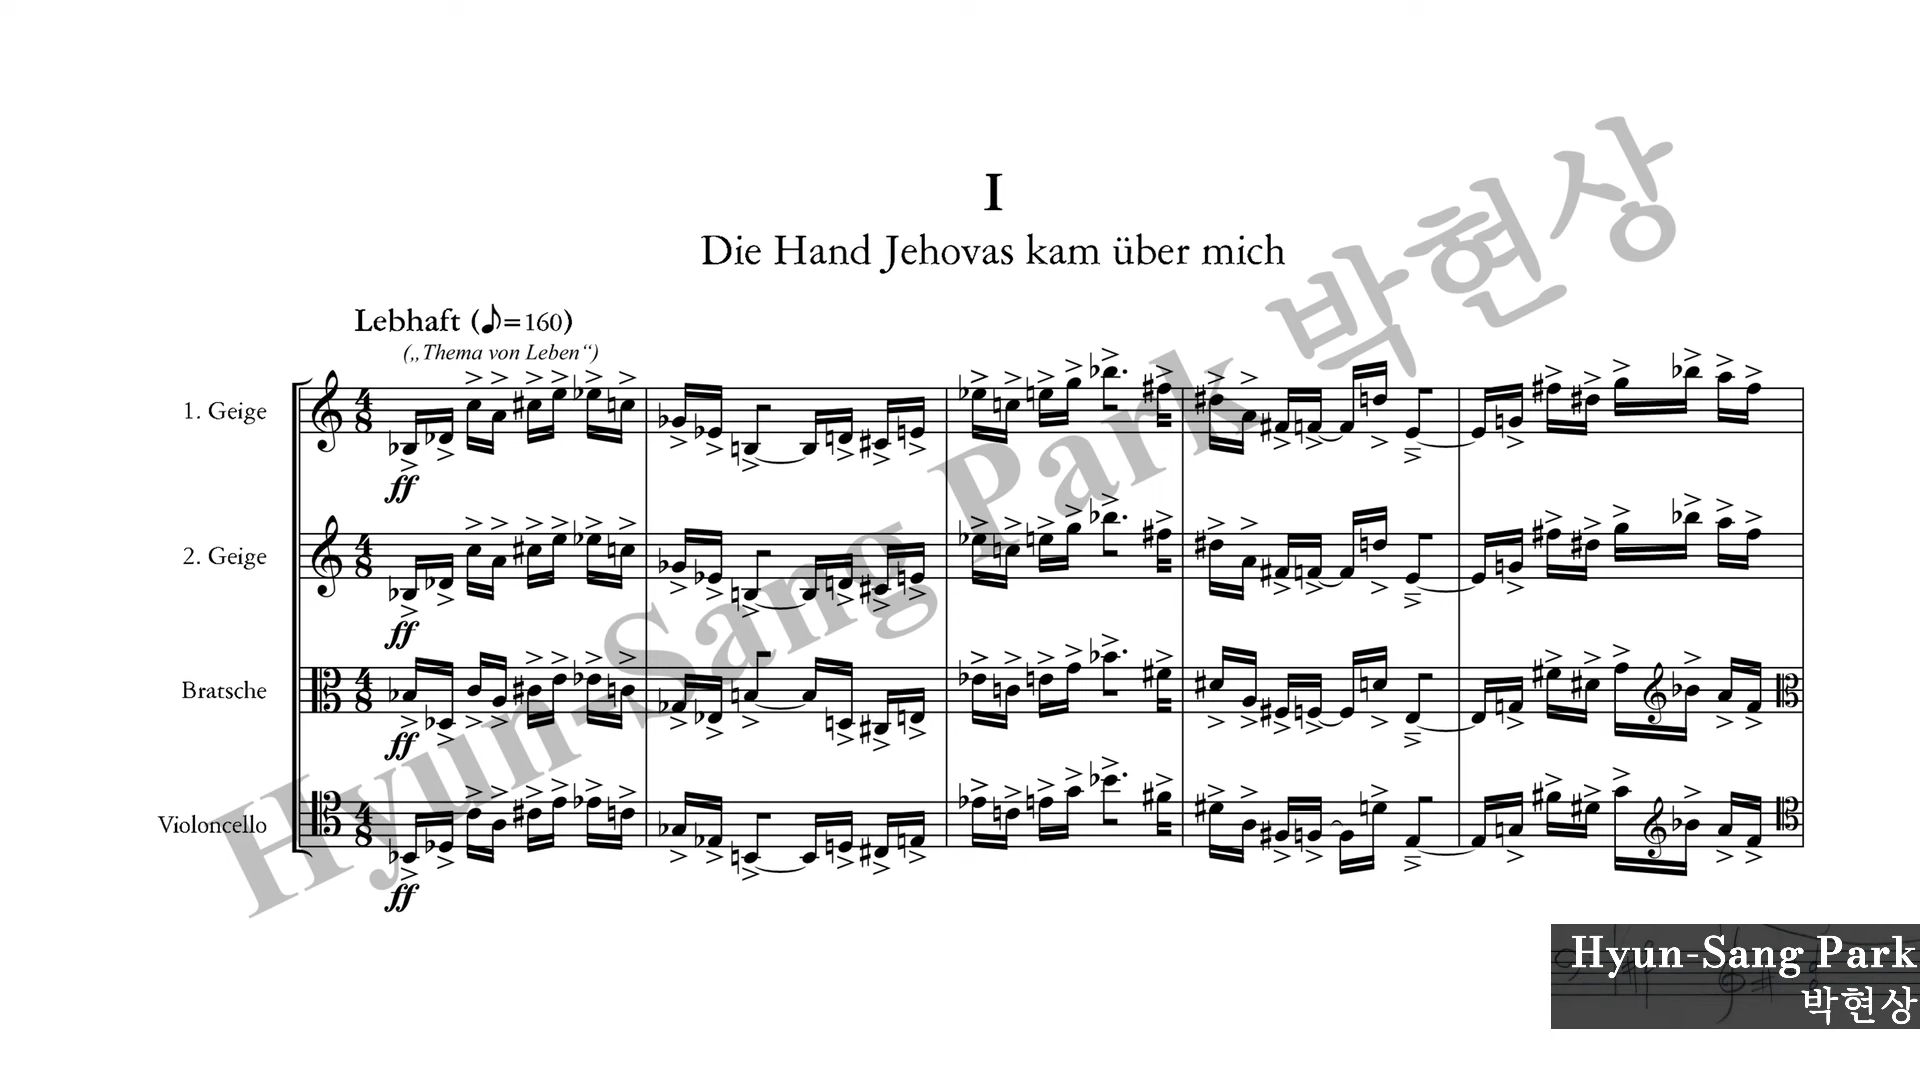 I
Die Hand Jehovas kam über mich
Lebhaft (♪=160)
(„Thema von Leben“)
1. Geige
ff
2. Geige
ff
Bratsche
ff
Violoncello
ff
Hyun-Sang Park 박현상
Hyun-Sang Park
박현상